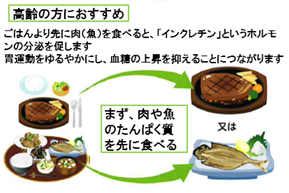 高齢の方におすすめ
ごはんより先に肉(魚)を食べると、「インクレチン」というホルモ
ンの分泌を促します
胃運動をゆるやかにし、血糖の上昇を抑えることにつながります
まず、肉や魚
のたんぱく質
を先に食べる
又は